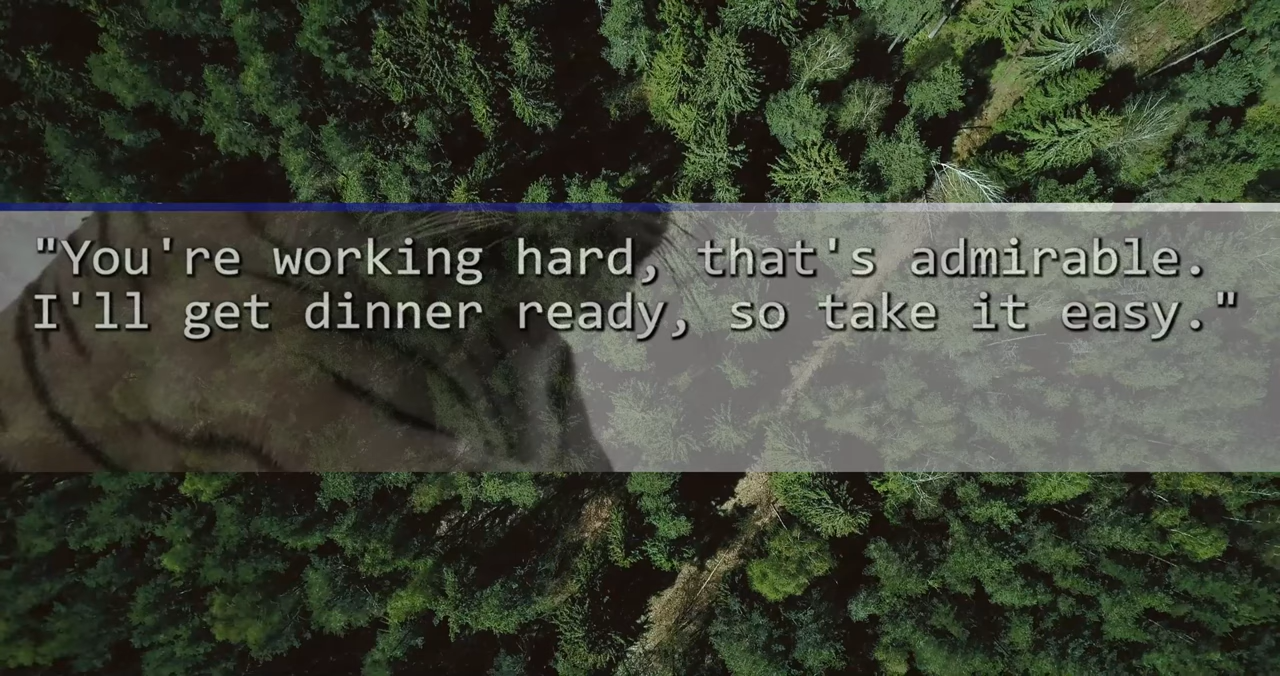 "You're working hard, that's admirable.
I'll get dinner ready, so take it easy."